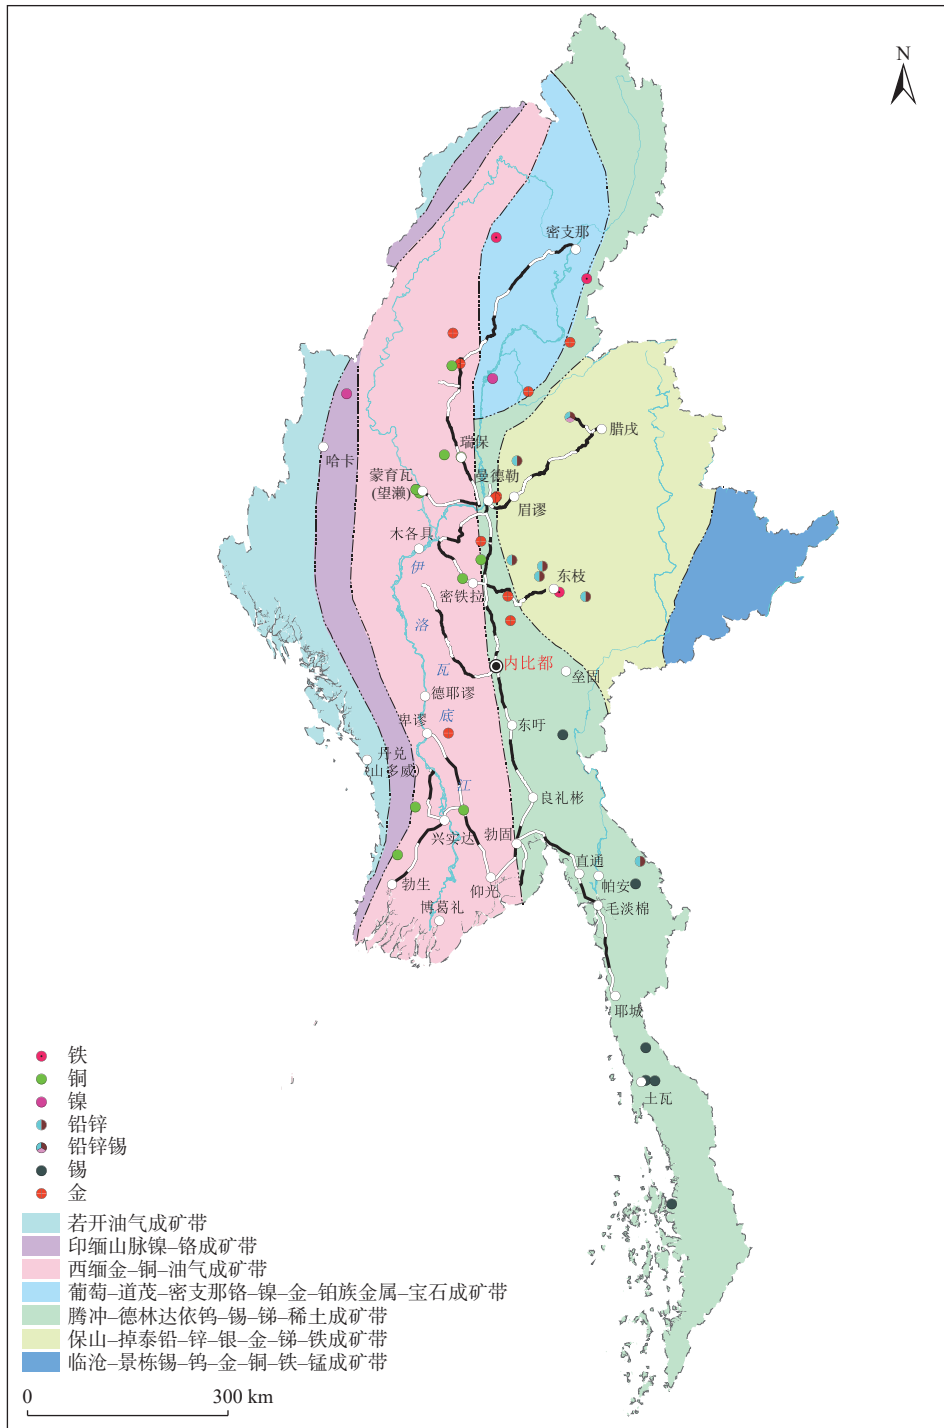 N
密支那
腊戌
瑞保
哈卡
蒙育瓦
(望濑)
曼德勒
眉谬
木各具
伊
密铁拉
东枝
洛
内比都
瓦
垒固
德耶谬
底
卑谬
东吁
丹兑
(山多威)
江
良礼彬
兴实达
勃固
直通
勃生
仰光
帕安
博葛礼
毛淡棉
耶城
土瓦
铁
铜
镍
铅锌
铅锌锡
锡
金
若开油气成矿带
印缅山脉镍–铬成矿带
西缅金–铜–油气成矿带
葡萄–道茂–密支那铬–镍–金–铂族金属–宝石成矿带
腾冲–德林达依钨–锡–锑–稀土成矿带
保山–掸泰铅–锌–银–金–锑–铁成矿带
临沧–景栋锡–钨–金–铜–铁–锰成矿带
0 300 km